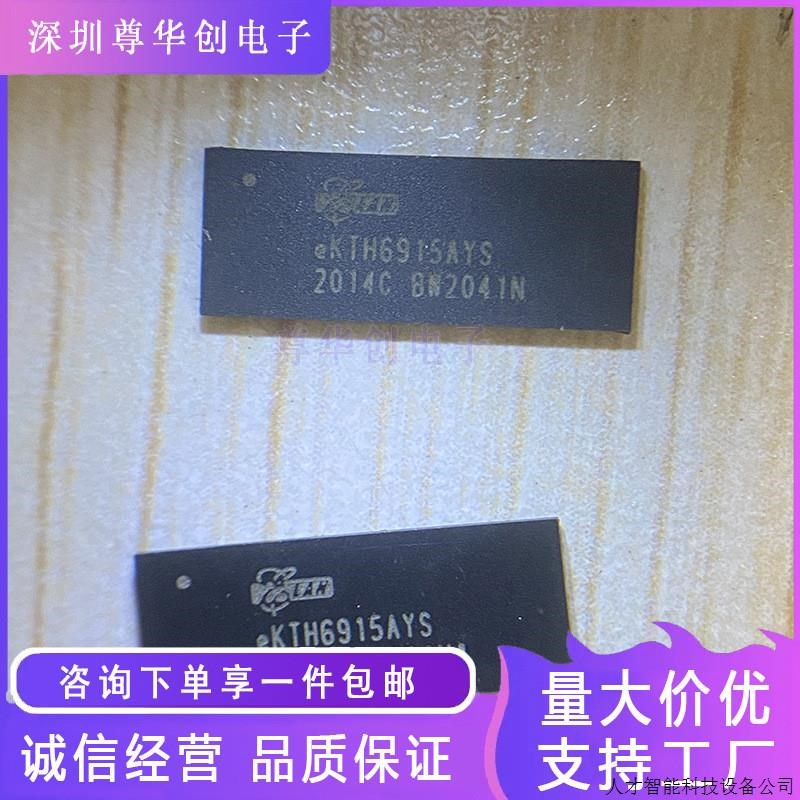 深圳尊华创电子
ELAN
eKTH6915AYS
2014C BW2041N
尊华创电子
ELAN
eKTH6915AYS
咨询下单享一件包邮
诚信经营 品质保证
量大价优
支持工厂
人才智能科技设备公司